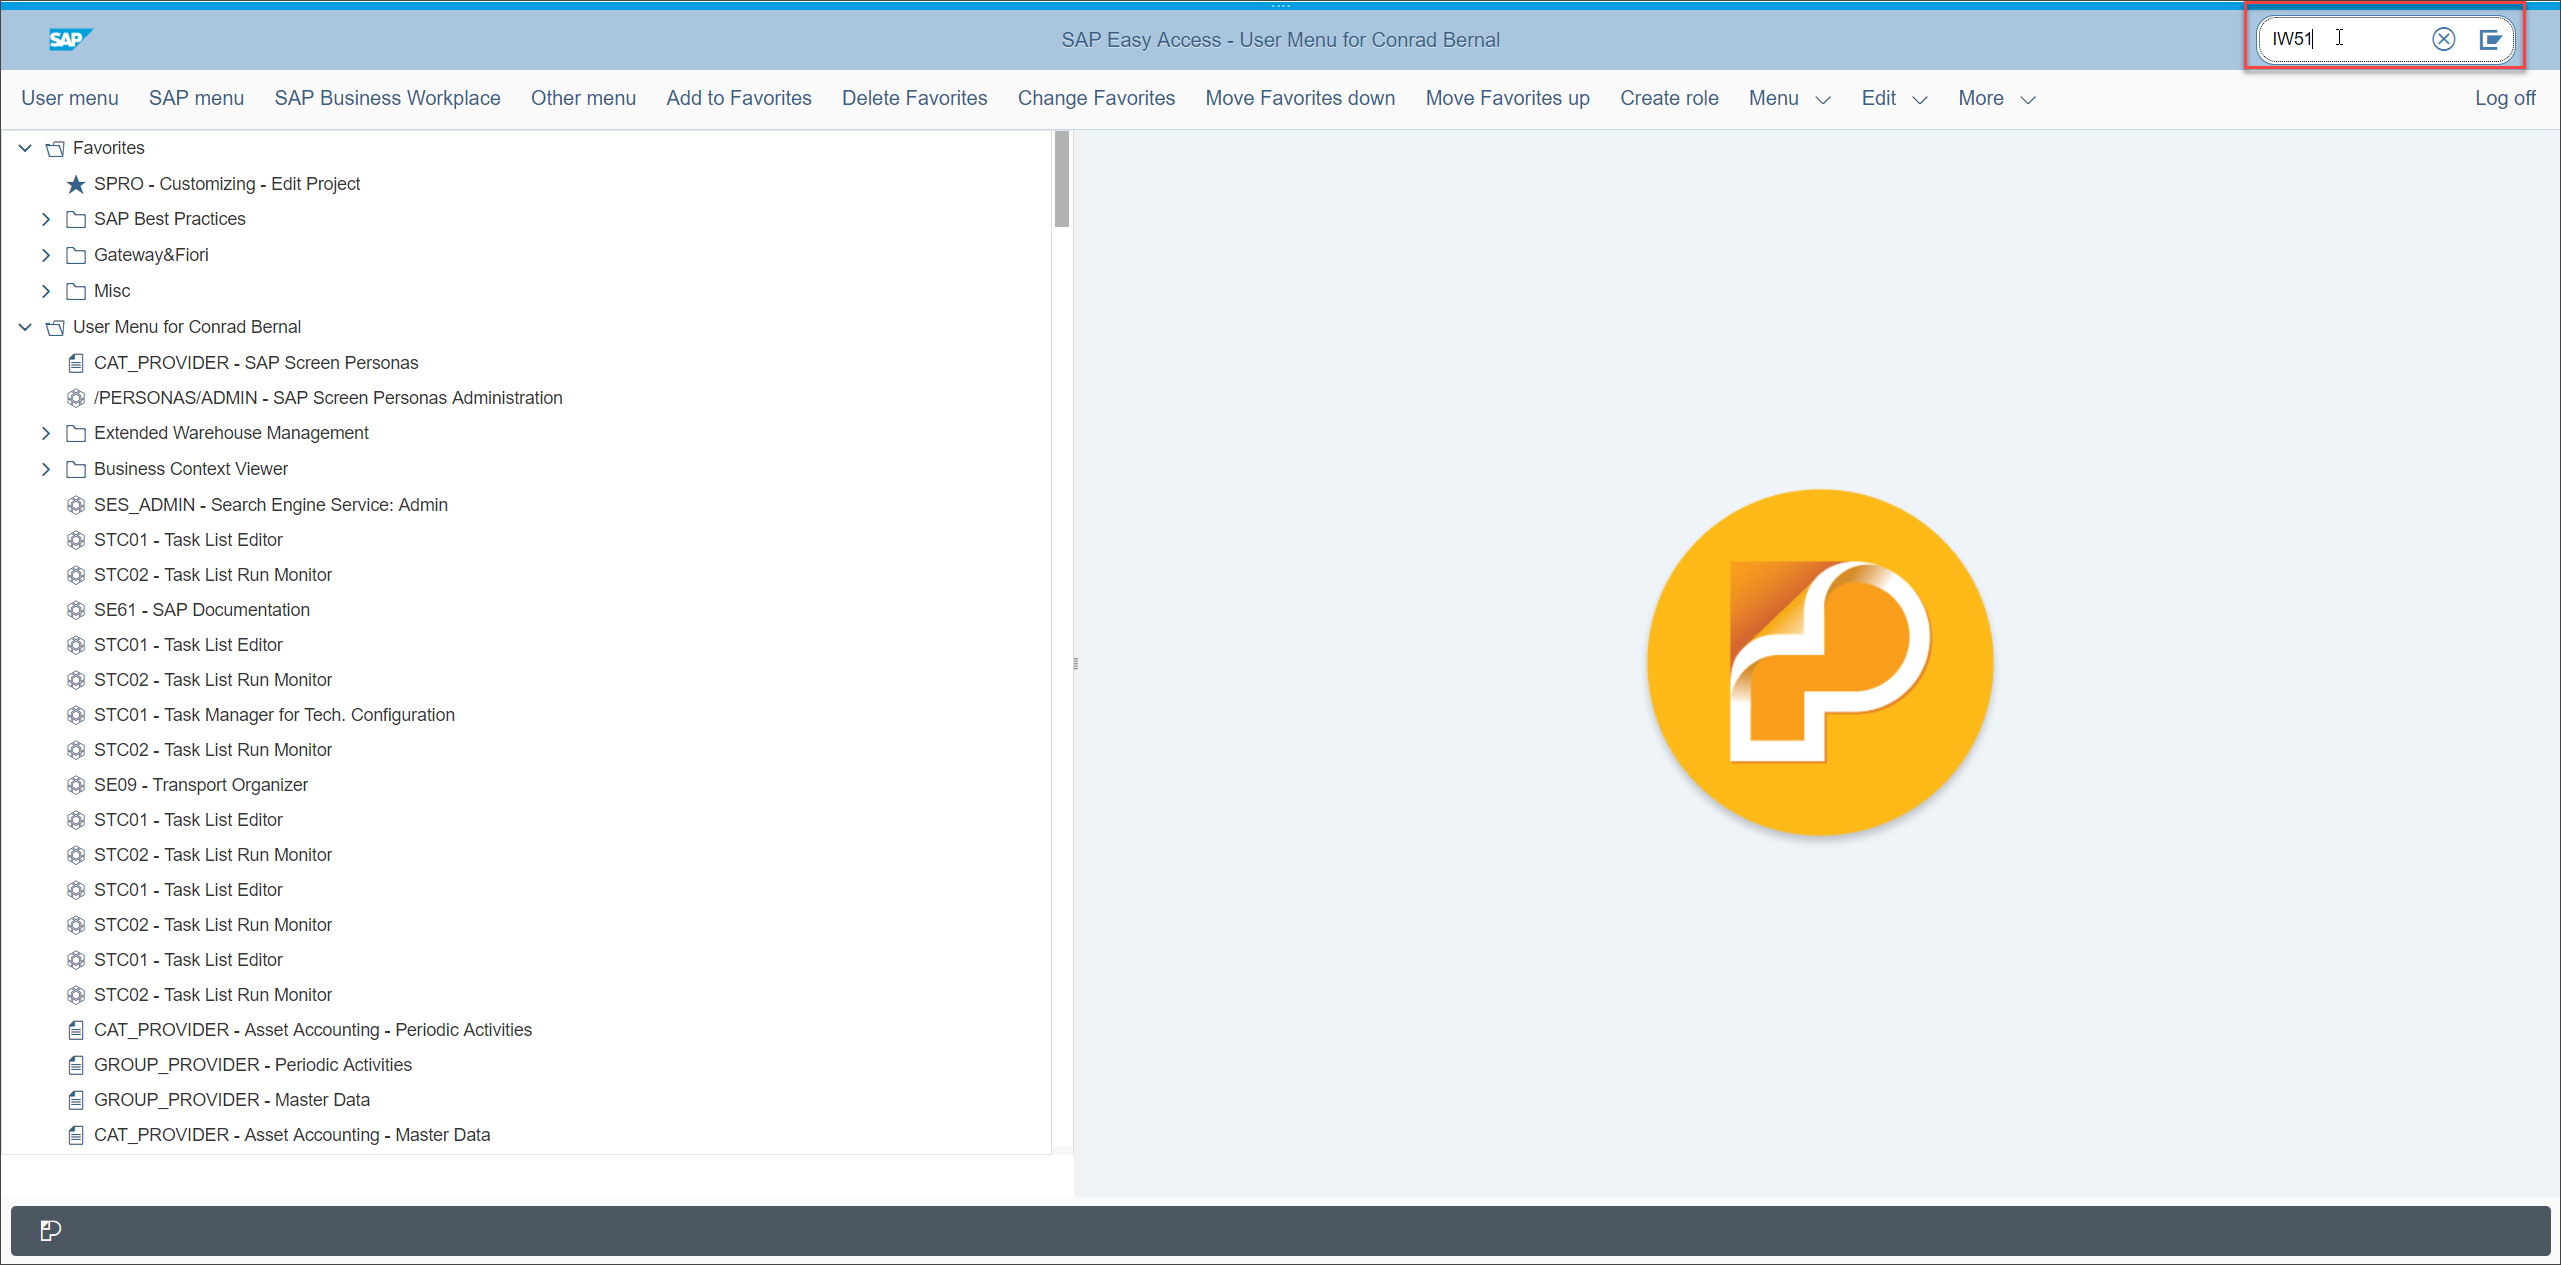 SAP
SAP Easy Access - User Menu for Conrad Bernal
IW51
User menu SAP menu SAP Business Workplace Other menu Add to Favorites Delete Favorites Change Favorites Move Favorites down Move Favorites up Create role Menu Edit More Log off
Favorites
SPRO - Customizing - Edit Project
SAP Best Practices
Gateway&Fiori
Misc
User Menu for Conrad Bernal
CAT_PROVIDER - SAP Screen Personas
/PERSONAS/ADMIN - SAP Screen Personas Administration
Extended Warehouse Management
Business Context Viewer
SES_ADMIN - Search Engine Service: Admin
STC01 - Task List Editor
STC02 - Task List Run Monitor
SE61 - SAP Documentation
STC01 - Task List Editor
STC02 - Task List Run Monitor
STC01 - Task Manager for Tech. Configuration
STC02 - Task List Run Monitor
SE09 - Transport Organizer
STC01 - Task List Editor
STC02 - Task List Run Monitor
STC01 - Task List Editor
STC02 - Task List Run Monitor
STC01 - Task List Editor
STC02 - Task List Run Monitor
CAT_PROVIDER - Asset Accounting - Periodic Activities
GROUP_PROVIDER - Periodic Activities
GROUP_PROVIDER - Master Data
CAT_PROVIDER - Asset Accounting - Master Data